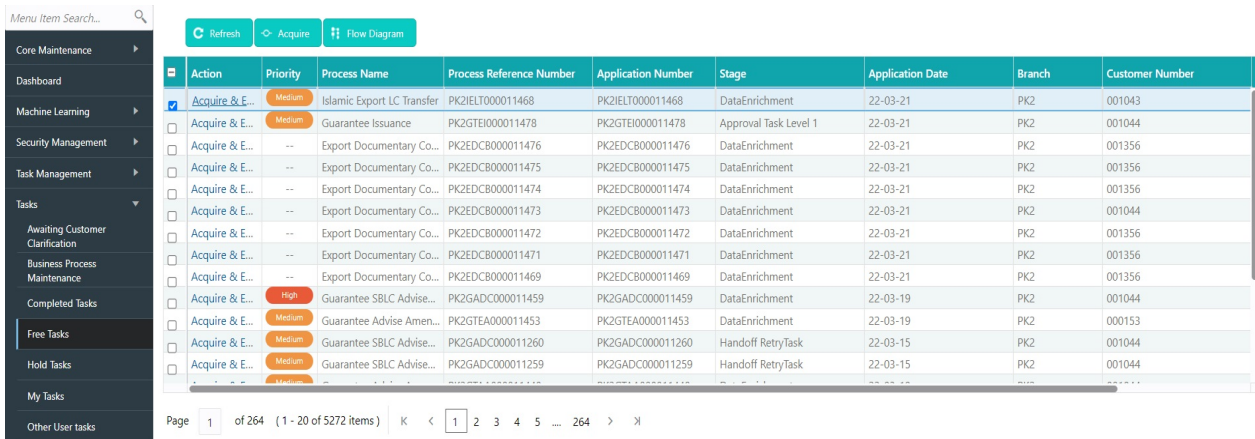 Menu Item Search...
Refresh Acquire Flow Diagram
Core Maintenance
Dashboard
Machine Learning
Security Management
Task Management
Tasks
Awaiting Customer
Clarification
Business Process
Maintenance
Completed Tasks
Free Tasks
Hold Tasks
My Tasks
Other User tasks
Action Priority Process Name Process Reference Number Application Number Stage Application Date Branch Customer Number
Acquire & E... Medium Islamic Export LC Transfer PK2IELT000011468 PK2IELT000011468 DataEnrichment 22-03-21 PK2 001043
Acquire & E... Medium Guarantee Issuance PK2GTEI000011478 PK2GTEI000011478 Approval Task Level 1 22-03-21 PK2 001044
Acquire & E... -- Export Documentary Co... PK2EDCB000011476 PK2EDCB000011476 DataEnrichment 22-03-21 PK2 001356
Acquire & E... -- Export Documentary Co... PK2EDCB000011475 PK2EDCB000011475 DataEnrichment 22-03-21 PK2 001356
Acquire & E... -- Export Documentary Co... PK2EDCB000011474 PK2EDCB000011474 DataEnrichment 22-03-21 PK2 001356
Acquire & E... -- Export Documentary Co... PK2EDCB000011473 PK2EDCB000011473 DataEnrichment 22-03-21 PK2 001044
Acquire & E... -- Export Documentary Co... PK2EDCB000011472 PK2EDCB000011472 DataEnrichment 22-03-21 PK2 001356
Acquire & E... -- Export Documentary Co... PK2EDCB000011471 PK2EDCB000011471 DataEnrichment 22-03-21 PK2 001356
Acquire & E... -- Export Documentary Co... PK2EDCB000011469 PK2EDCB000011469 DataEnrichment 22-03-21 PK2 001356
Acquire & E... High Guarantee SBLC Advise... PK2GADC000011459 PK2GADC000011459 DataEnrichment 22-03-19 PK2 001044
Acquire & E... Medium Guarantee Advise Amen... PK2GTEA000011453 PK2GTEA000011453 DataEnrichment 22-03-19 PK2 000153
Acquire & E... Medium Guarantee SBLC Advise... PK2GADC000011260 PK2GADC000011260 Handoff RetryTask 22-03-15 PK2 001044
Acquire & E... Medium Guarantee SBLC Advise... PK2GADC000011259 PK2GADC000011259 Handoff RetryTask 22-03-15 PK2 001044
Page 1 of 264 ( 1 - 20 of 5272 items ) 1 2 3 4 5 .... 264